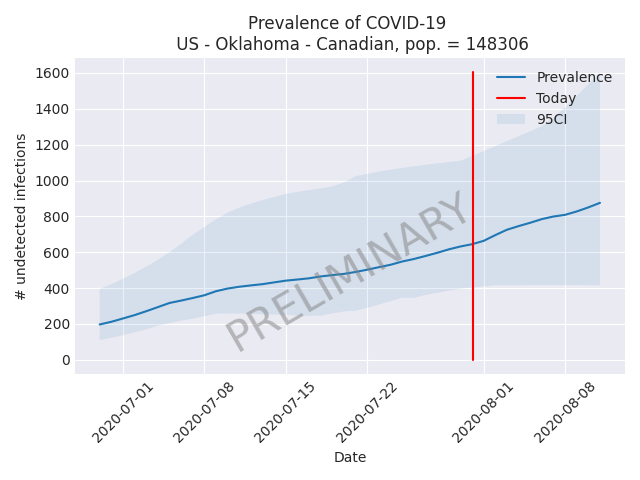 Prevalence of COVID-19
US - Oklahoma - Canadian, pop. = 148306
Prevalence
Today
95CI
1600
1400
1200
1000
800
600
400
200
0
# undetected infections
PRELIMINARY
2020-07-01
2020-07-08
2020-07-15
2020-07-22
2020-08-01
2020-08-08
Date